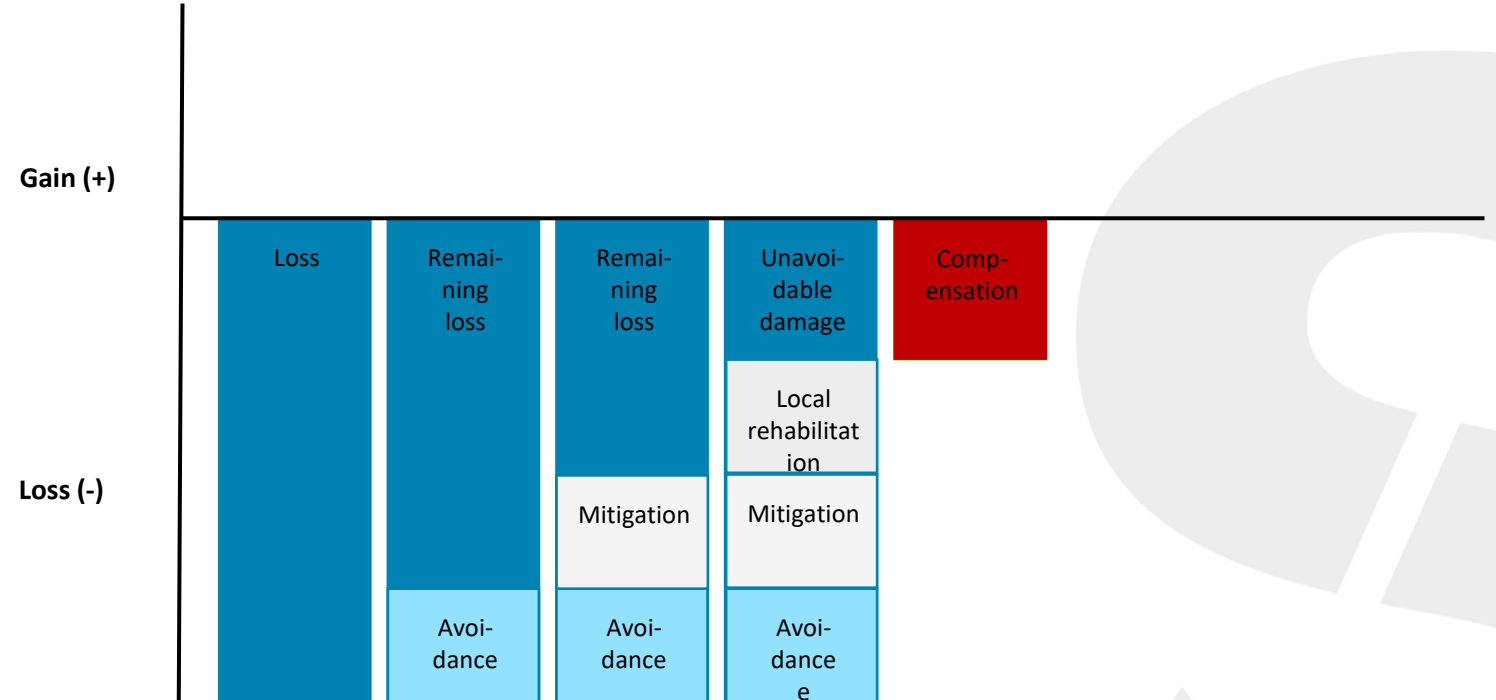 Gain (+)
Loss
Remai-
ning
loss
Remai-
ning
loss
Unavoi-
dable
damage
Comp-
ensation
Local
rehabilitat
ion
Loss (-)
Mitigation
Mitigation
Avoi-
dance
Avoi-
dance
Avoi-
dance
e